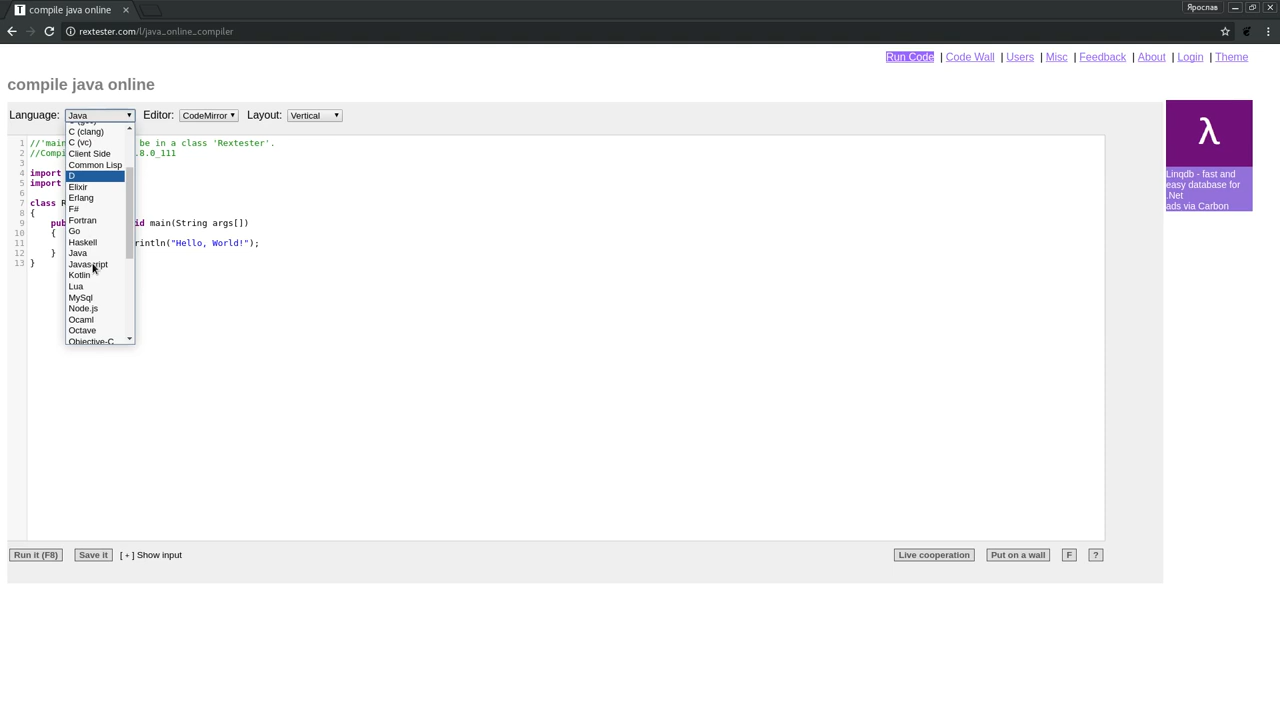 compile java online
Ярослав
rextester.com/l/java_online_compiler
Run Code | Code Wall | Users | Misc | Feedback | About | Login | Theme
compile java online
Language: Java Editor: CodeMirror Layout: Vertical
C (clang)
C (vc)
Client Side
Common Lisp
D
Elixir
Erlang
F#
Fortran
Go
Haskell
Java
Javascript
Kotlin
Lua
MySql
Node.js
Ocaml
Octave
Objective-C
1 //'main be in a class 'Rextester'.
2 //Compi .8.0_111
3
4 import
5 import
6
7 class R
8 {
9 pub id main(String args[])
10 {
11 rintln("Hello, World!");
12 }
13 }
λ
Linqdb - fast and
easy database for
.Net
ads via Carbon
Run it (F8) Save it [ + ] Show input Live cooperation Put on a wall F ?